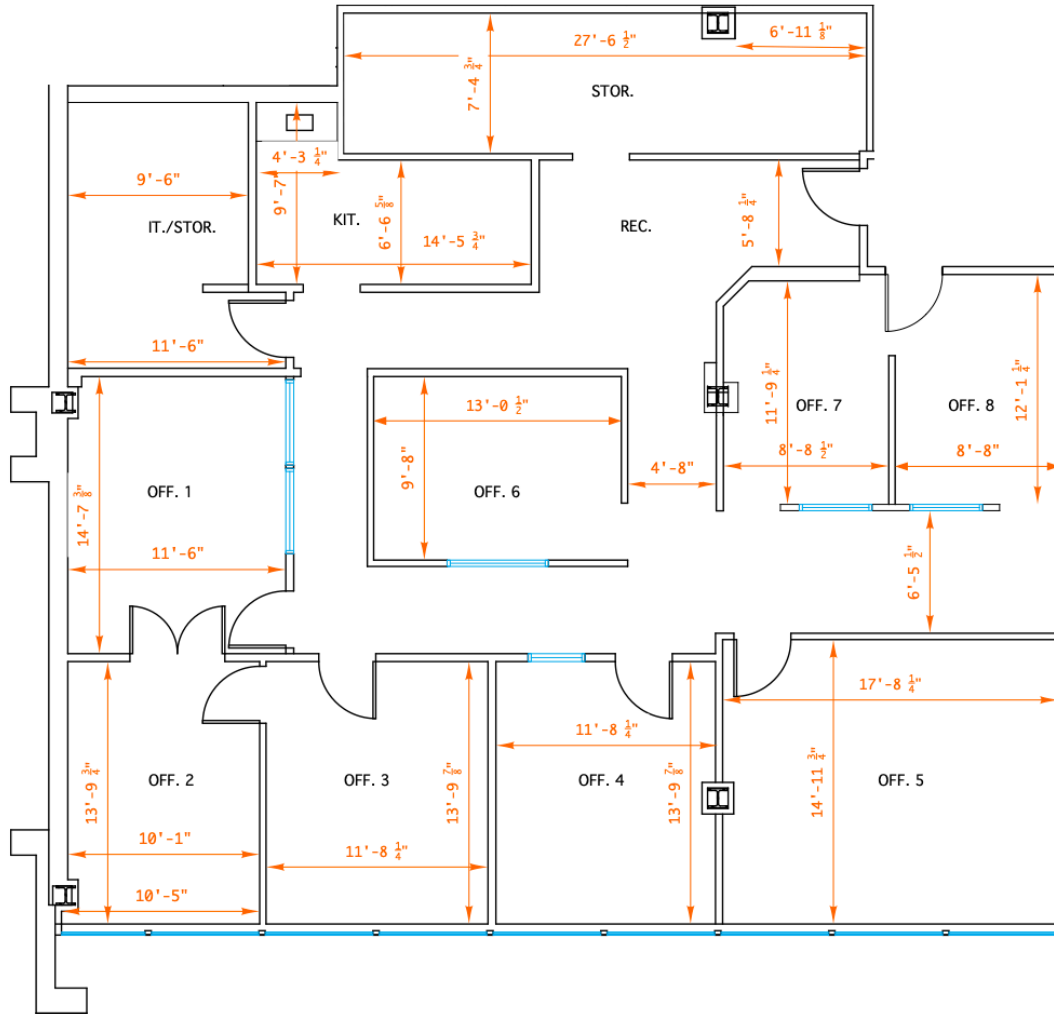 27'-6 1/2"
6'-11 1/8"
7'-4 3/4"
STOR.
4'-3 1/4"
9'-6"
9'-7"
6'-6 5/8"
5'-8 1/4"
IT./STOR.
KIT.
REC.
14'-5 3/4"
11'-6"
13'-0 1/2"
11'-9 1/4"
12'-1 1/4"
OFF. 7
OFF. 8
8'-8 1/2"
8'-8"
9'-8"
4'-8"
OFF. 1
OFF. 6
14'-7 3/8"
11'-6"
6'-5 1/2"
17'-8 1/4"
11'-8 1/4"
OFF. 2
OFF. 3
OFF. 4
OFF. 5
13'-9 3/4"
13'-9 7/8"
13'-9 7/8"
14'-11 3/4"
10'-1"
11'-8 1/4"
10'-5"